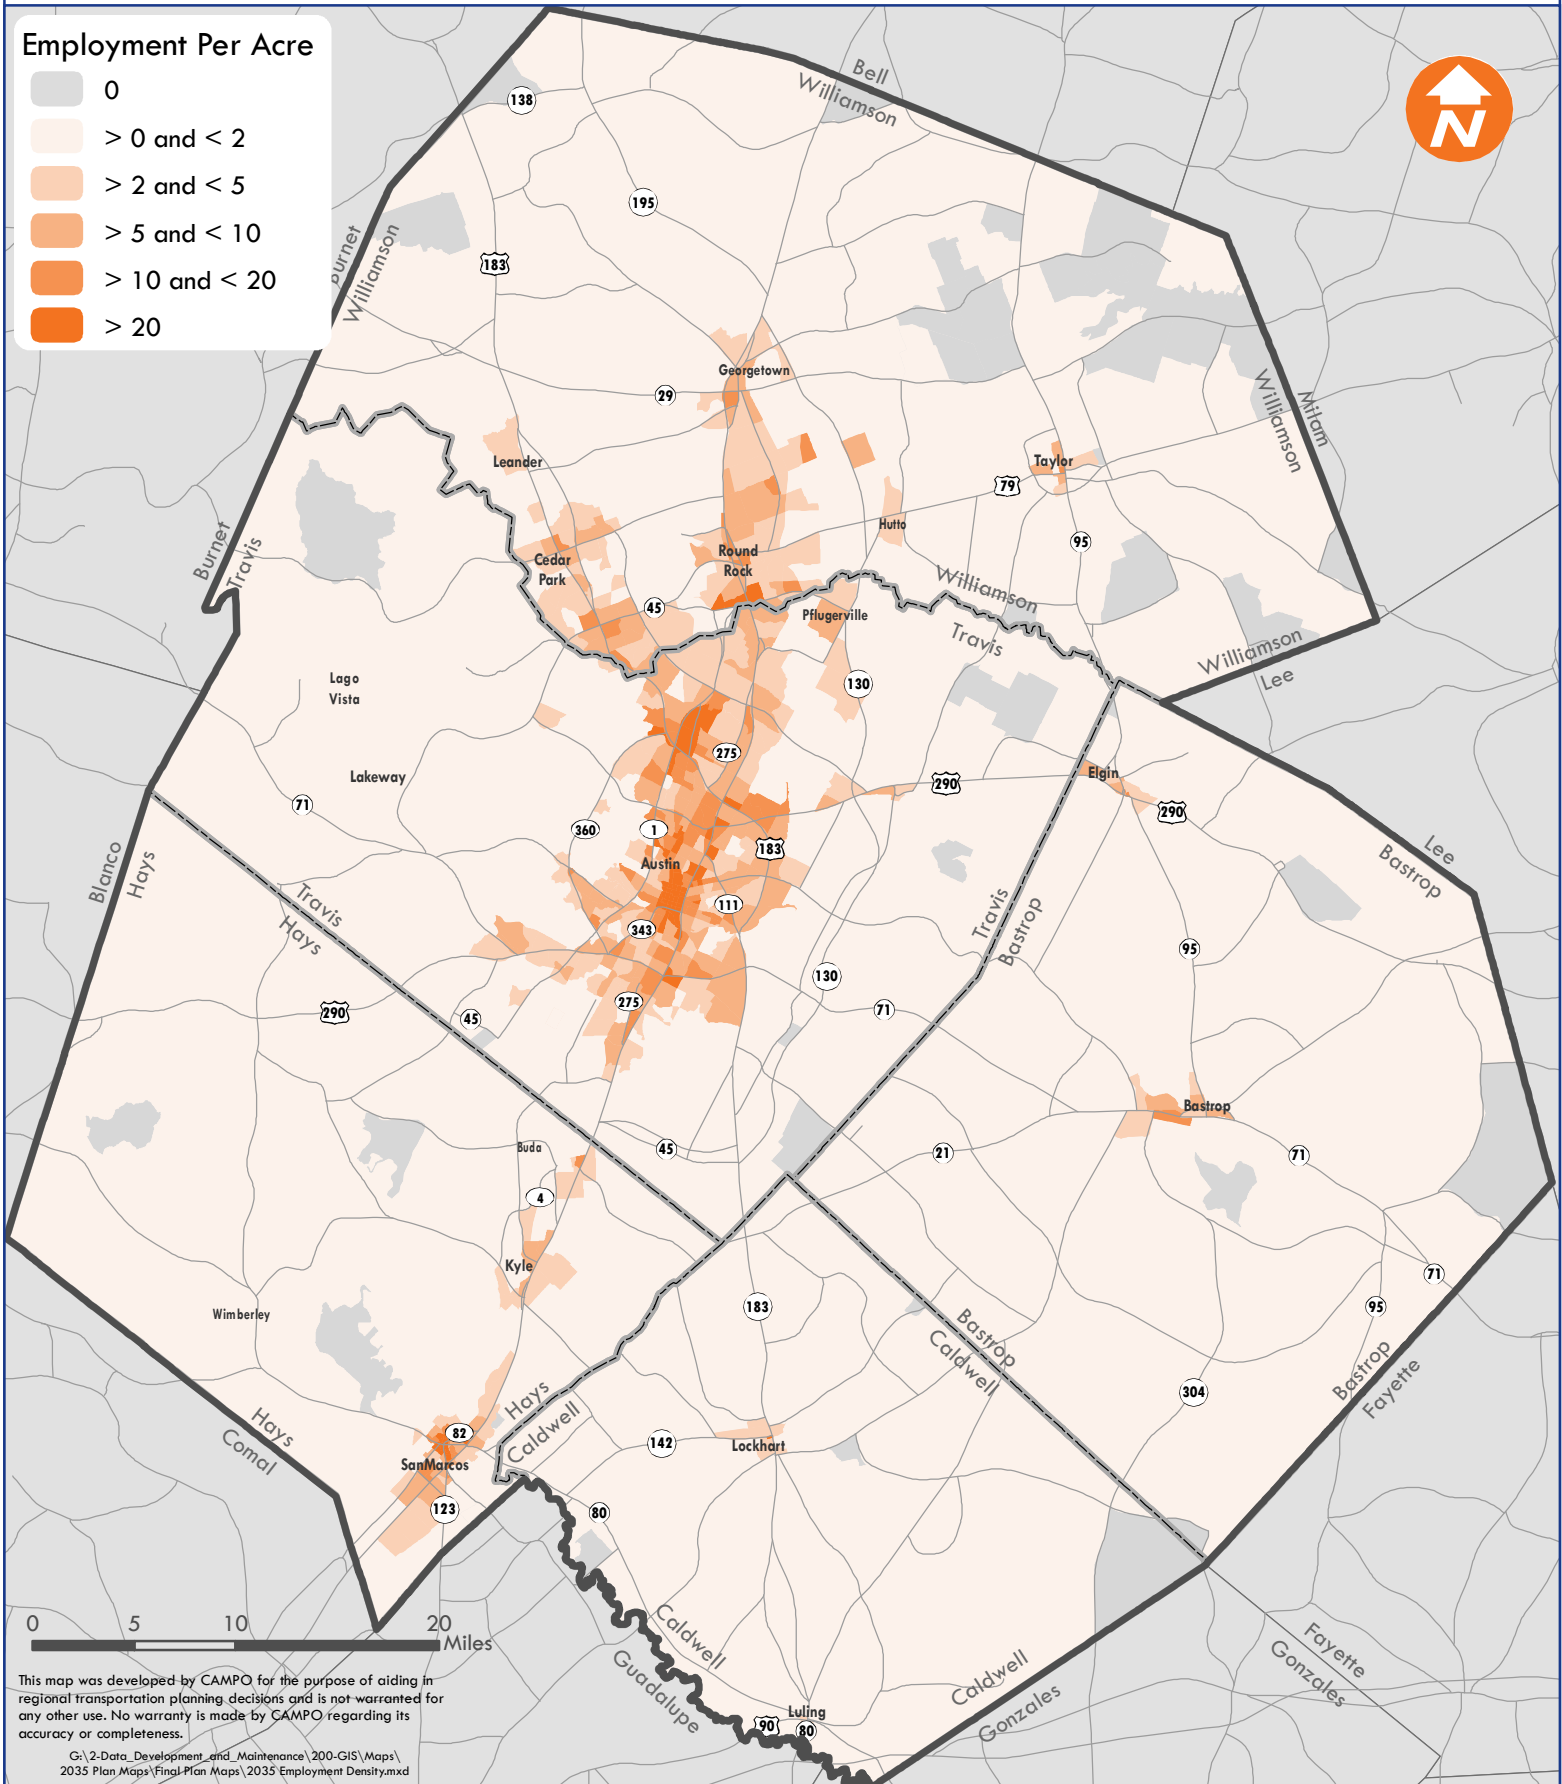 Employment Per Acre
0
> 0 and < 2
> 2 and < 5
> 5 and < 10
> 10 and < 20
> 20
N
Bell
Williamson
138
195
Burnet
Williamson
183
Georgetown
29
Milam
Williamson
Leander
Taylor
79
Hutto
95
Burnet
Travis
Cedar
Park
Round
Rock
45
Williamson
Travis
Pflugerville
Williamson
Lee
Lago
Vista
130
275
Lakeway
71
290
Elgin
290
360
1
183
Austin
Blanco
Hays
Lee
Bastrop
Travis
Hays
111
343
Travis
Bastrop
95
130
275
290
45
71
Bastrop
Buda
45
21
71
4
Kyle
71
95
183
Wimberley
Bastrop
Caldwell
Bastrop
Fayette
304
Hays
Caldwell
Hays
Comal
82
142
Lockhart
SanMarcos
123
80
0 5 10 20
Miles
Caldwell
Guadalupe
Fayette
Gonzales
Caldwell
Gonzales
Luling
90
80
This map was developed by CAMPO for the purpose of aiding in
regional transportation planning decisions and is not warranted for
any other use. No warranty is made by CAMPO regarding its
accuracy or completeness.
G:\2-Data_Development_and_Maintenance\200-GIS\Maps\
2035 Plan Maps\Final Plan Maps\2035 Employment Density.mxd